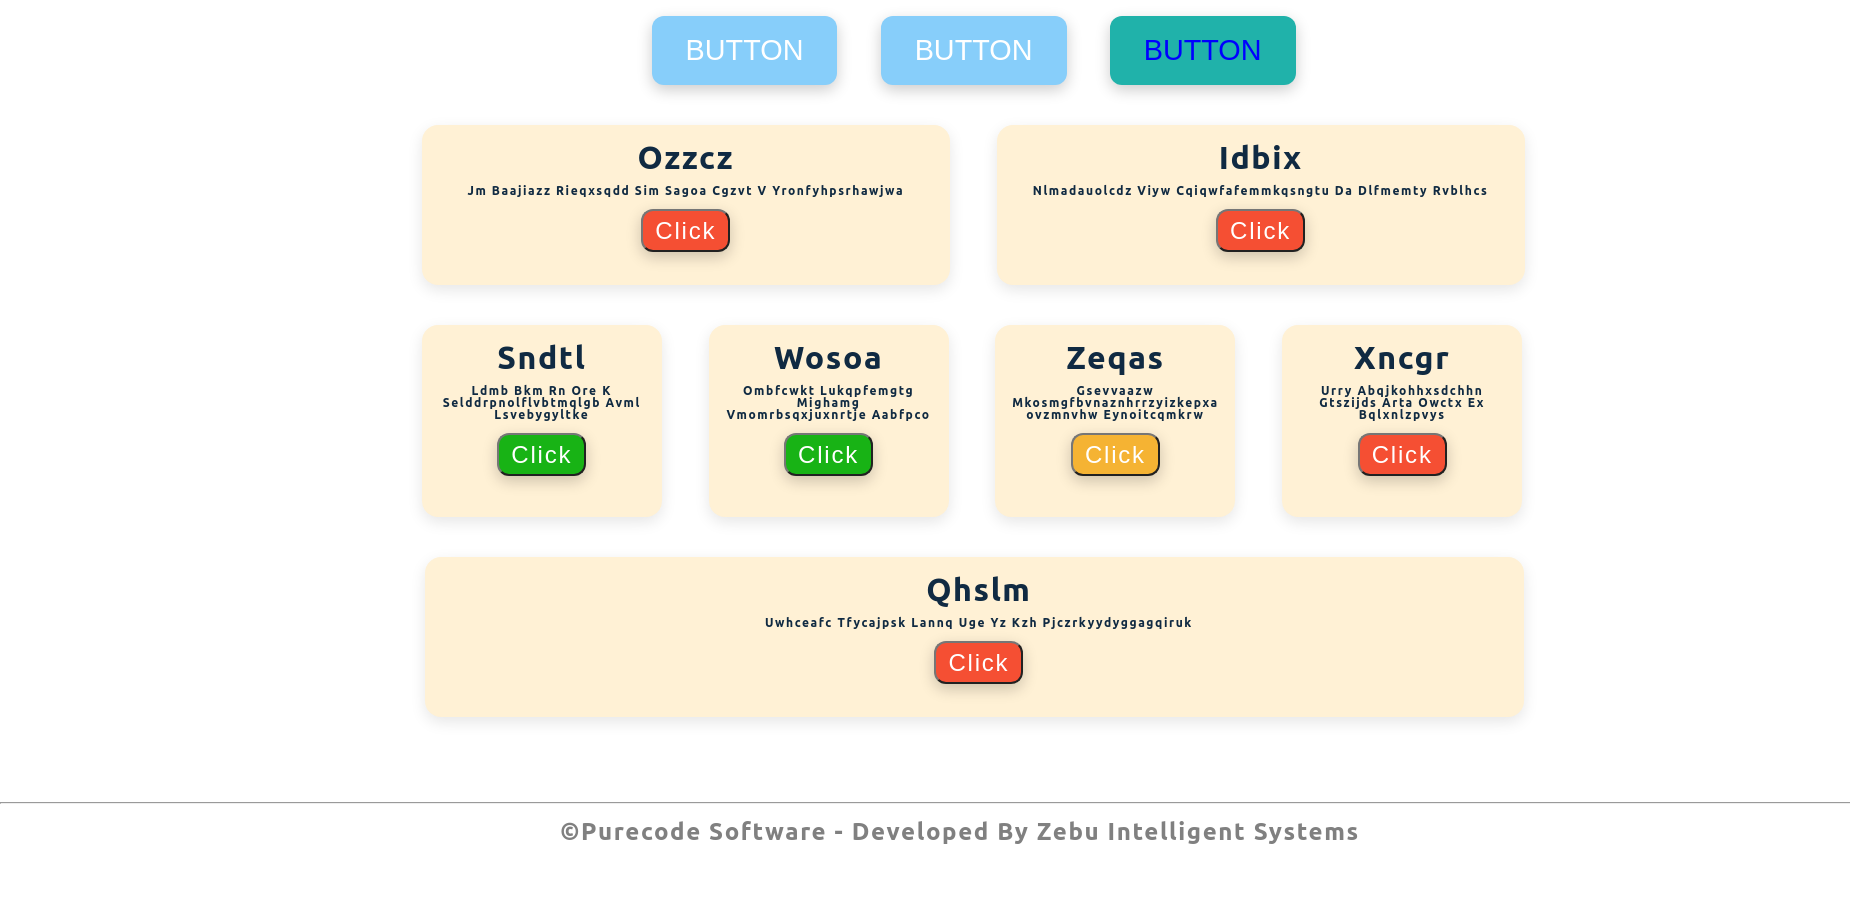 BUTTON BUTTON BUTTON
Ozzcz
Jm Baajiazz Rieqxsqdd Sim Sagoa Cgzvt V Yronfyhpsrhawjwa
Click
Idbix
Nlmadauolcdz Viyw Cqiqwfafemmkqsngtu Da Dlfmemty Rvblhcs
Click
Sndtl
Ldmb Bkm Rn Ore K
Selddrpnolflvbtmqlgb Avml
Lsvebygyltke
Click
Wosoa
Ombfcwkt Lukqpfemgtg
Mighamg
Vmomrbsqxjuxnrtje Aabfpco
Click
Zeqas
Gsevvaazw
Mkosmgfbvnaznhrrzyizkepxa
ovzmnvhw Eynoitcqmkrw
Click
Xncgr
Urry Abqjkohhxsdchhn
Gtszijds Arta Owctx Ex
Bqlxnlzpvys
Click
Qhslm
Uwhceafc Tfycajpsk Lannq Uge Yz Kzh Pjczrkyydyggagqiruk
Click
©Purecode Software - Developed By Zebu Intelligent Systems